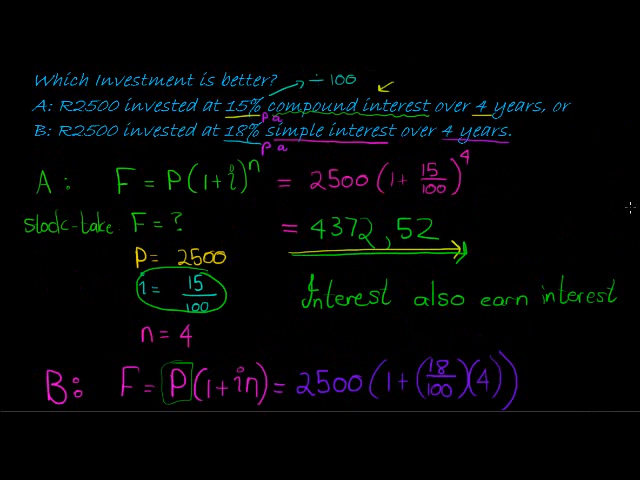 Which Investment is better? ÷ 100
A: R2500 invested at 15% compound interest over 4 years, or
p a
B: R2500 invested at 18% simple interest over 4 years.
p a
A: F = P(1+i)^n = 2500(1+ 15/100)^4
Stock-take F = ? = 4372,52
P = 2500
i = 15/100 Interest also earn interest
n = 4
B: F = P(1+in) = 2500(1+(18/100)(4))